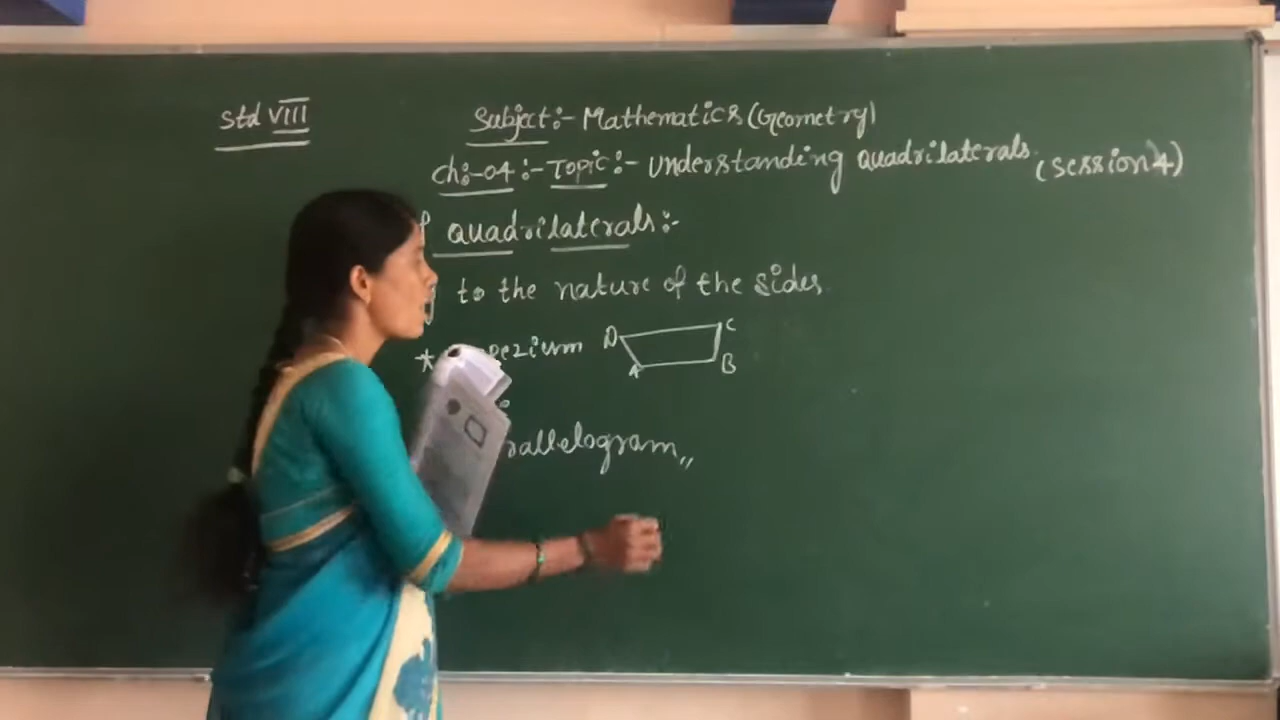 Std VIII
Subject:- Mathematics (Geometry)
Ch:-04:- Topic:- Understanding Quadrilaterals (Session 4)
quadrilaterals:-
to the nature of the sides
D C
A B
rallelogram,,